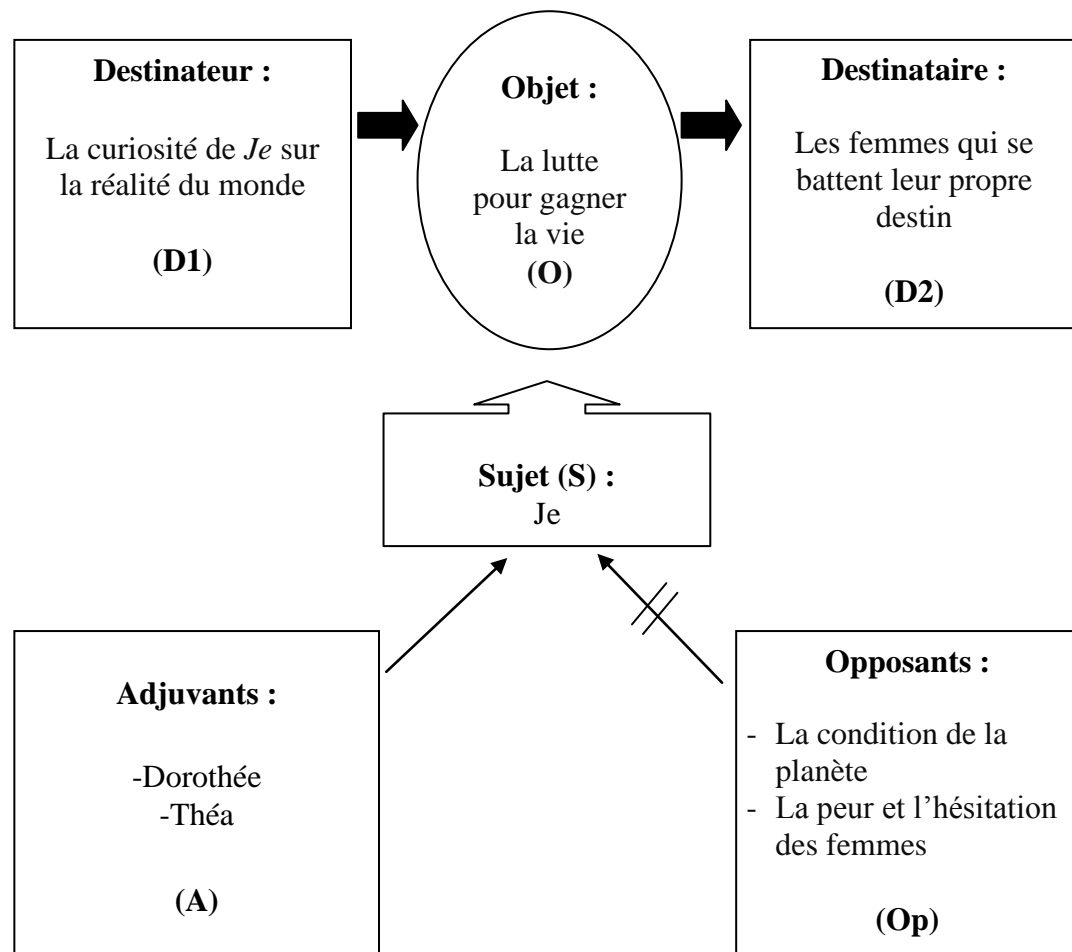 Destinateur :
La curiosité de Je sur
la réalité du monde
(D1)
Objet :
La lutte
pour gagner
la vie
(O)
Destinataire :
Les femmes qui se
battent leur propre
destin
(D2)
Sujet (S) :
Je
Adjuvants :
-Dorothée
-Théa
(A)
Opposants :
- La condition de la
planète
- La peur et l’hésitation
des femmes
(Op)